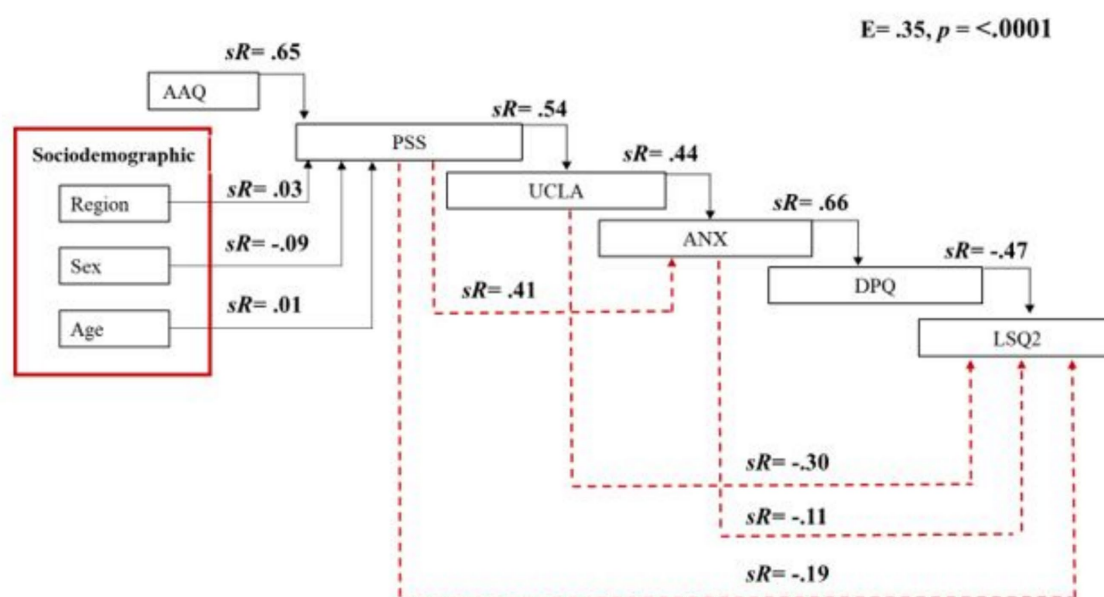 E= .35, p = <.0001
sR= .65
AAQ
sR= .54
PSS
Sociodemographic
sR= .44
UCLA
sR= .03
Region
sR= .66
ANX
sR= -.09
Sex
sR= -.47
DPQ
sR= .41
sR= .01
Age
LSQ2
sR= -.30
sR= -.11
sR= -.19